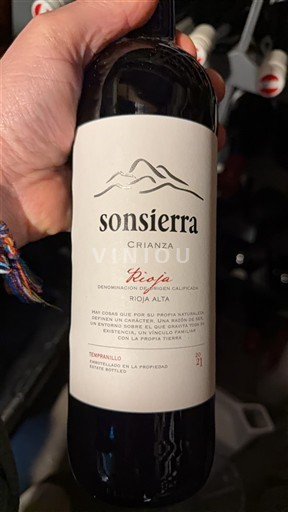 sonsierra
CRIANZA
VINIOU
Rioja
DENOMINACIÓN DE ORIGEN CALIFICADA
RIOJA ALTA
HAY COSAS QUE POR SU PROPIA NATURALEZA
DEFINEN UN CARÁCTER. UNA RAZÓN DE SER,
UN ENTORNO SOBRE EL QUE GRAVITA TODA SU
EXISTENCIA, UN VÍNCULO FAMILIAR
CON LA PROPIA TIERRA.
TEMPRANILLO
EMBOTELLADO EN LA PROPIEDAD
ESTATE BOTTLED
20
21